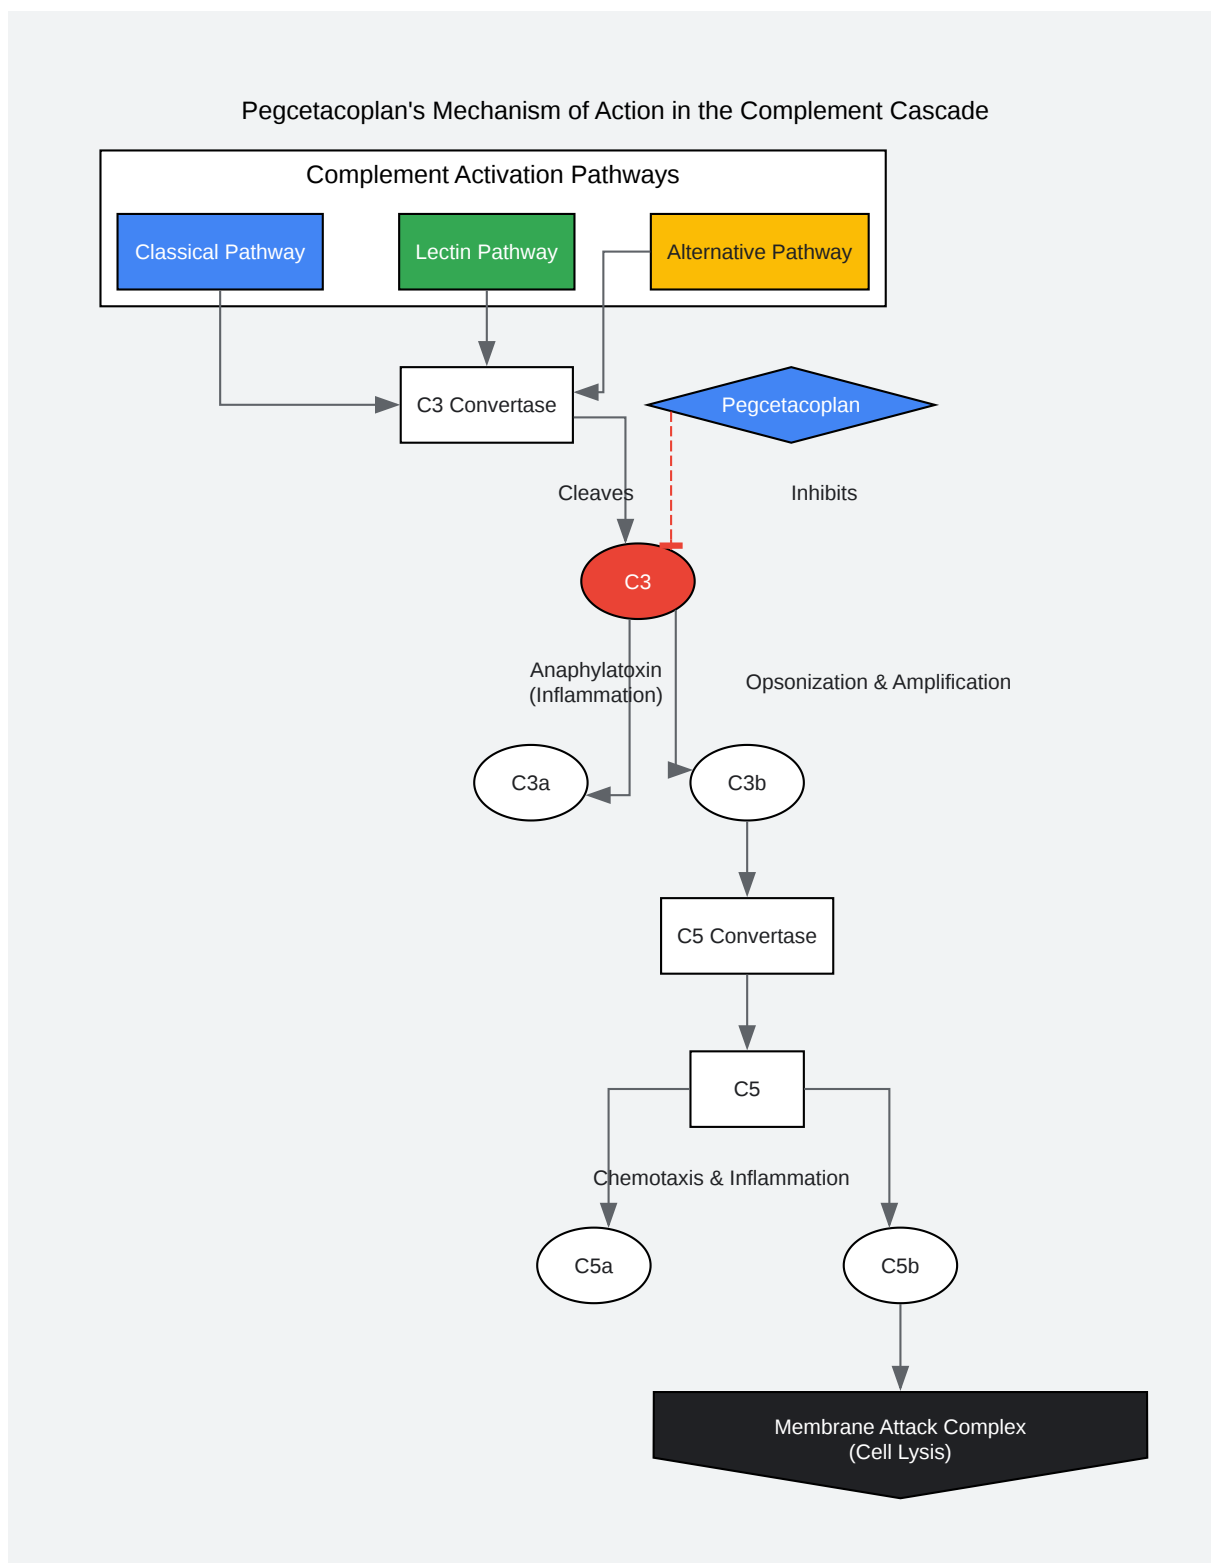 Pegcetacoplan's Mechanism of Action in the Complement Cascade
Complement Activation Pathways
Classical Pathway
Lectin Pathway
Alternative Pathway
C3 Convertase
Pegcetacoplan
Cleaves
Inhibits
C3
Anaphylatoxin
(Inflammation)
Opsonization & Amplification
C3a
C3b
C5 Convertase
C5
Chemotaxis & Inflammation
C5a
C5b
Membrane Attack Complex
(Cell Lysis)